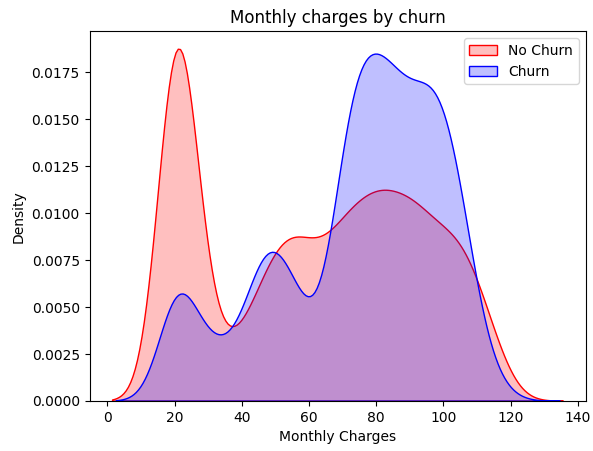 Monthly charges by churn
No Churn
Churn
0.0175
0.0150
0.0125
0.0100
0.0075
0.0050
0.0025
0.0000
Density
0 20 40 60 80 100 120 140
Monthly Charges